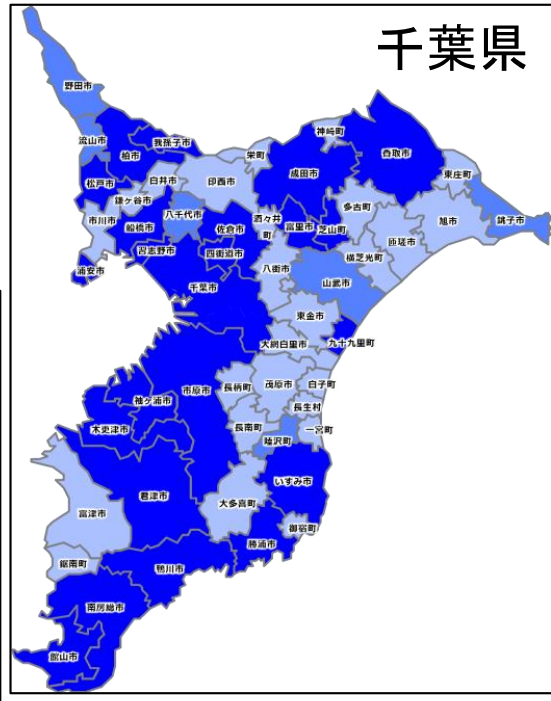 千葉県
野田市
流山市
柏市
我孫子市
松戸市
鎌ヶ谷市
白井市
印西市
栄町
成田市
神崎町
香取市
東庄町
銚子市
旭市
匝瑳市
多古町
横芝光町
芝山町
富里市
酒々井
町
市川市
船橋市
八千代市
佐倉市
習志野市
四街道市
浦安市
千葉市
八街市
山武市
東金市
大網白里市
九十九里町
市原市
長柄町
茂原市
白子町
長生村
一宮町
長南町
睦沢町
袖ヶ浦市
木更津市
いすみ市
君津市
大多喜町
御宿町
勝浦市
富津市
鋸南町
鴨川市
南房総市
館山市